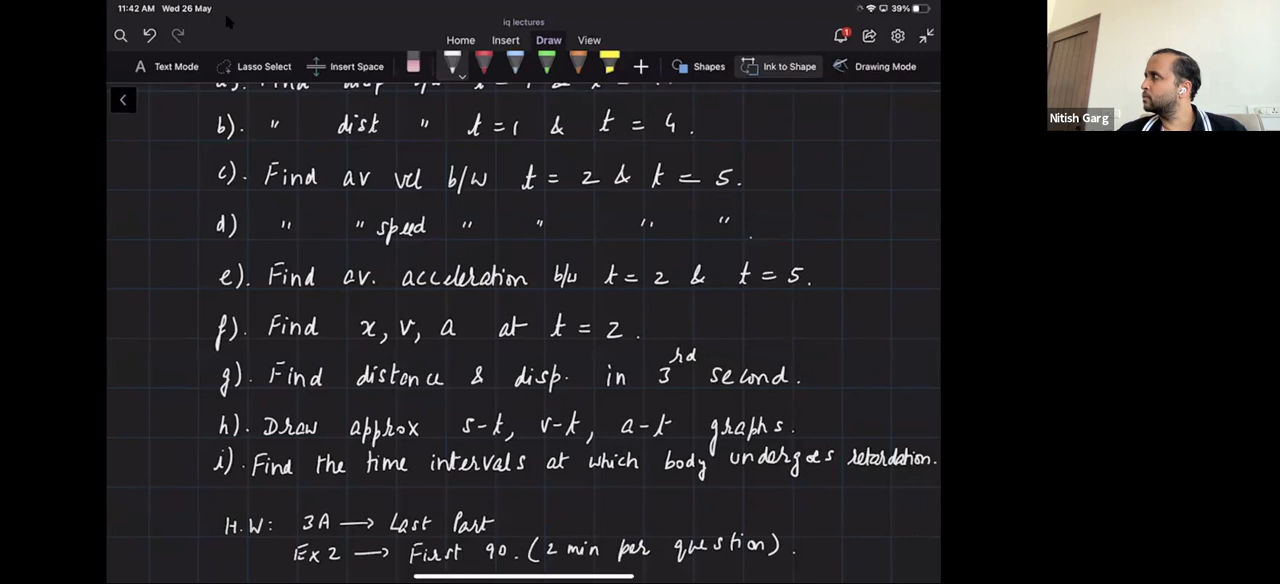 11:42 AM Wed 26 May
39%
iq lectures
Home Insert Draw View
1
Text Mode Lasso Select Insert Space Shapes Ink to Shape Drawing Mode
b). " dist " t = 1 & t = 4.
c). Find av vel b/w t = 2 & t = 5.
d) " " speed " " " " .
e). Find av. acceleration b/w t = 2 & t = 5.
f). Find x, v, a at t = 2.
g). Find distance & disp. in 3rd second.
h). Draw approx s-t, v-t, a-t graphs.
i). Find the time intervals at which body undergoes retardation.
H.W: 3A → Last Part
Ex 2 → First 90. (2 min per question).
Nitish Garg